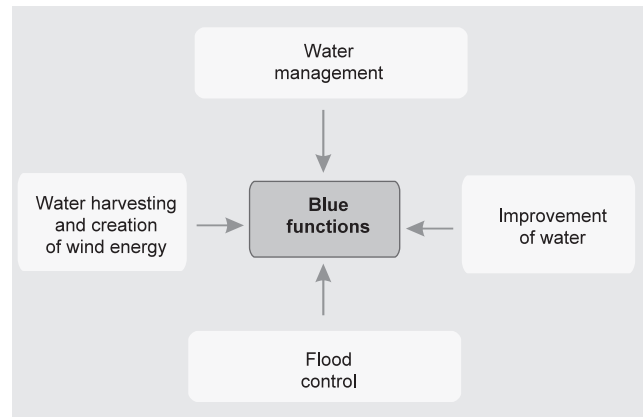 Water
management
Water harvesting
and creation
of wind energy
Blue
functions
Improvement
of water
Flood
control